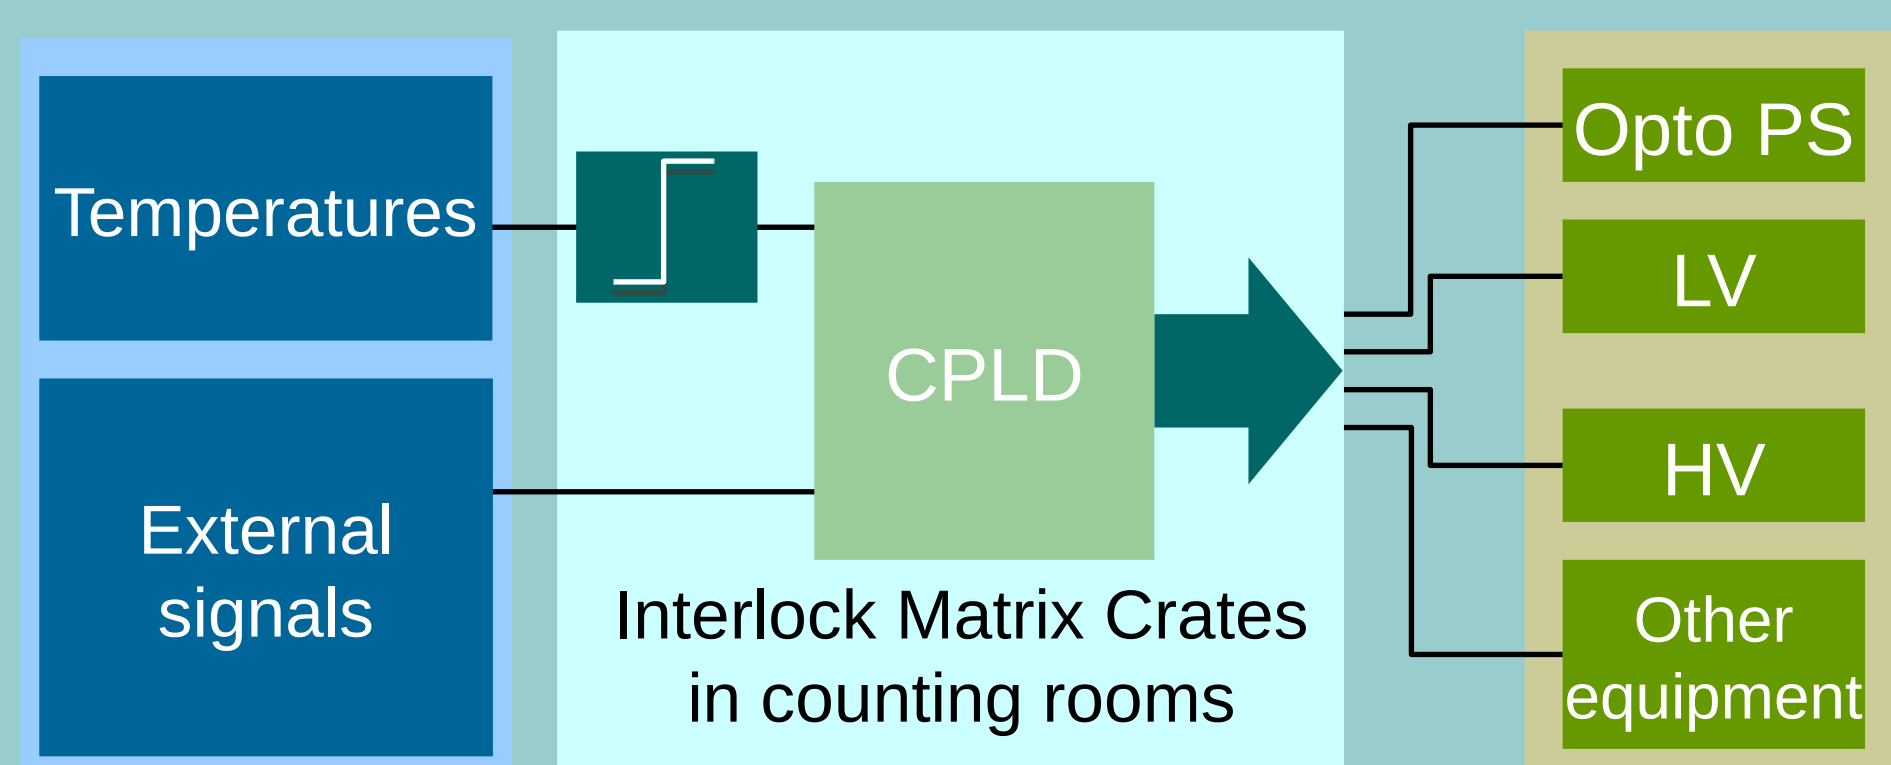 Temperatures
External
signals
CPLD
Interlock Matrix Crates
in counting rooms
Opto PS
LV
HV
Other
equipment